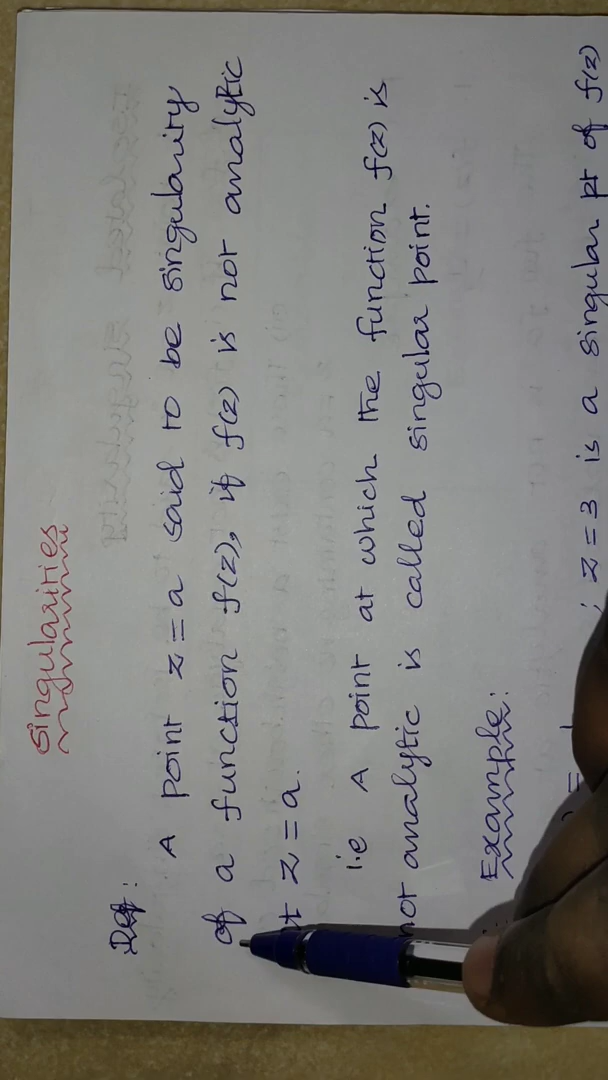 Singularities
Def:
A point z = a said to be singularity
of a function f(z), if f(z) is not analytic
at z = a.
i.e A point at which the function f(z) is
not analytic is called singular point.
Example:
; z = 3 is a singular pt of f(z)